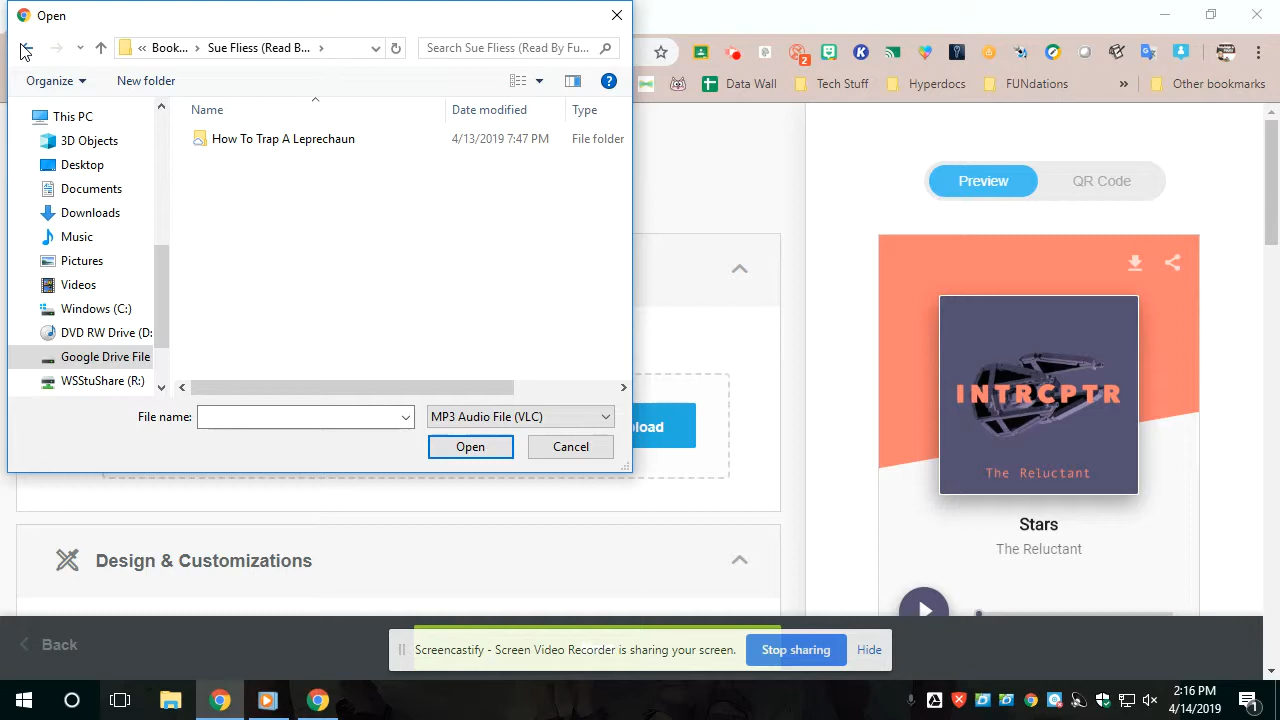 Open
Book...
Sue Fliess (Read B...
Search Sue Fliess (Read By Fu...
Organize
New folder
This PC
3D Objects
Desktop
Documents
Downloads
Music
Pictures
Videos
Windows (C:)
DVD RW Drive (D:
Google Drive File
WSStuShare (R:)
Name
Date modified
Type
How To Trap A Leprechaun
4/13/2019 7:47 PM
File folder
File name:
MP3 Audio File (VLC)
Open
Cancel
2
Data Wall
Tech Stuff
Hyperdocs
FUNdations
»
Other bookmarks
Preview
QR Code
INTRCPTR
The Reluctant
Stars
The Reluctant
load
Design & Customizations
Back
Screencastify - Screen Video Recorder is sharing your screen.
Stop sharing
Hide
2:16 PM
4/14/2019
1